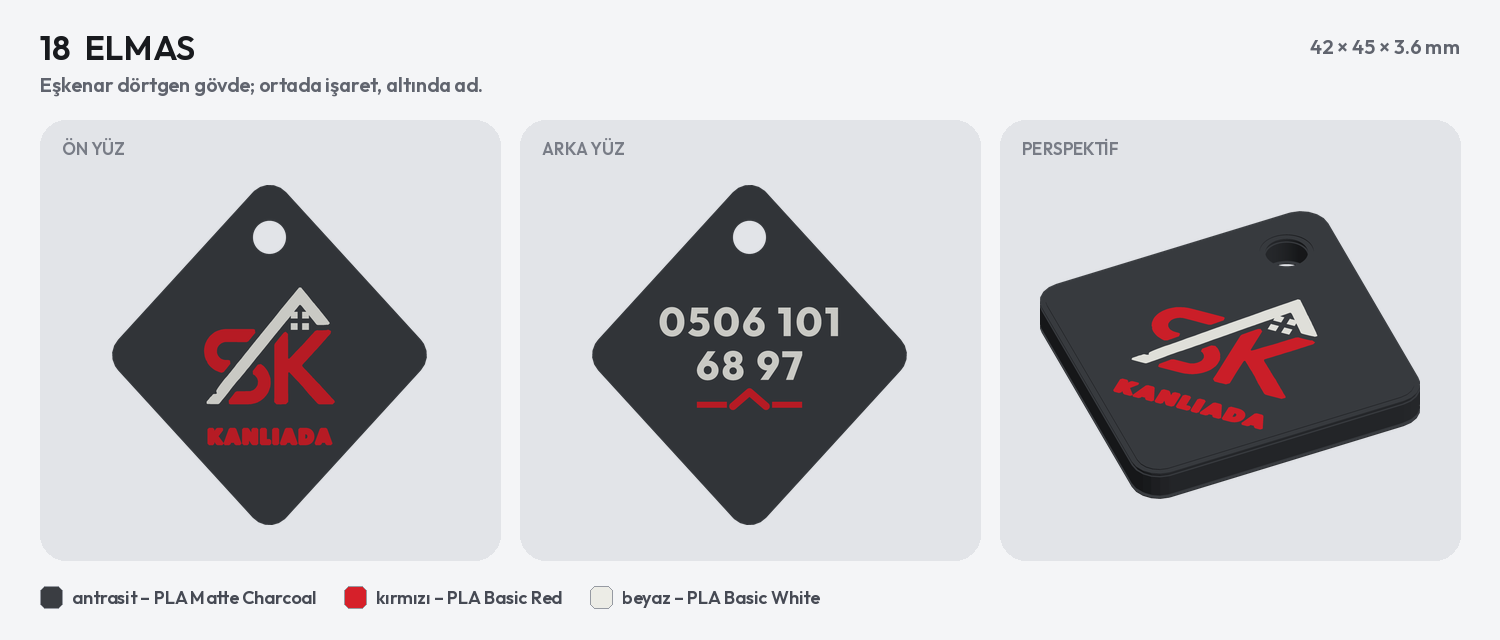 18 ELMAS
42 × 45 × 3.6 mm
Eşkenar dörtgen gövde; ortada işaret, altında ad.
ÖN YÜZ
SK
KANLIADA
ARKA YÜZ
0506 101
68 97
PERSPEKTİF
SK
KANLIADA
antrasit – PLA Matte Charcoal
kırmızı – PLA Basic Red
beyaz – PLA Basic White